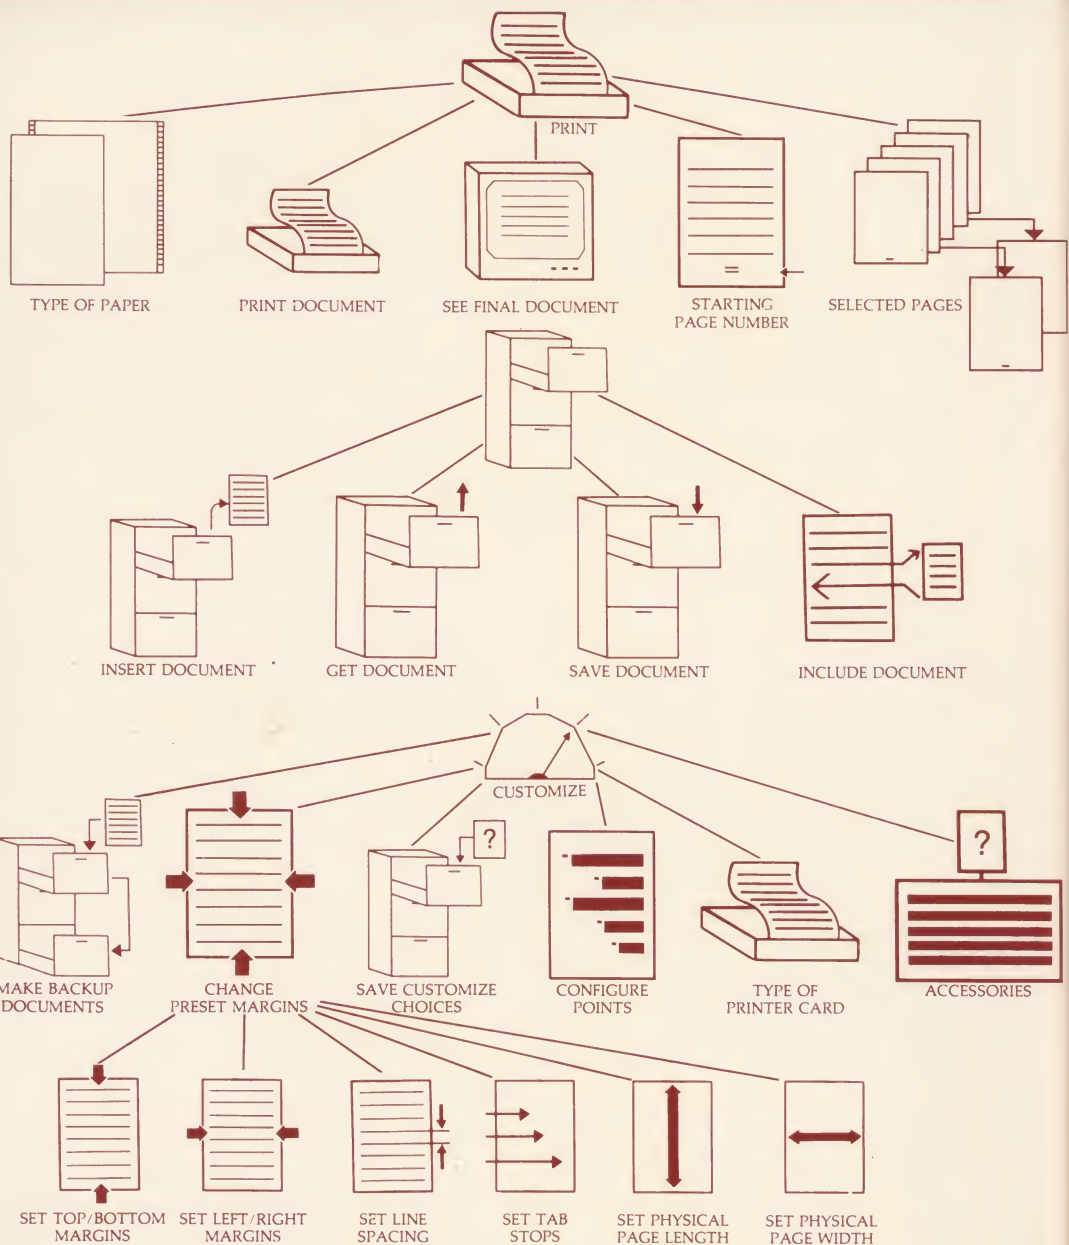 PRINT
TYPE OF PAPER
PRINT DOCUMENT
SEE FINAL DOCUMENT
STARTING
PAGE NUMBER
SELECTED PAGES
INSERT DOCUMENT
GET DOCUMENT
SAVE DOCUMENT
INCLUDE DOCUMENT
CUSTOMIZE
?
?
MAKE BACKUP
DOCUMENTS
CHANGE
PRESET MARGINS
SAVE CUSTOMIZE
CHOICES
CONFIGURE
POINTS
TYPE OF
PRINTER CARD
ACCESSORIES
SET TOP/BOTTOM
MARGINS
SET LEFT/RIGHT
MARGINS
SET LINE
SPACING
SET TAB
STOPS
SET PHYSICAL
PAGE LENGTH
SET PHYSICAL
PAGE WIDTH